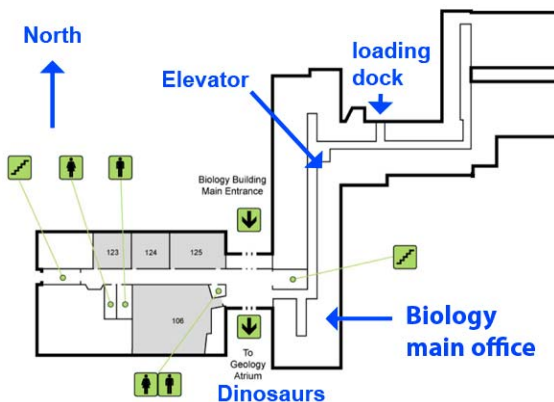 North
loading
dock
Elevator
Biology Building
Main Entrance
123
124
125
106
To
Geology
Atrium
Dinosaurs
Biology
main office